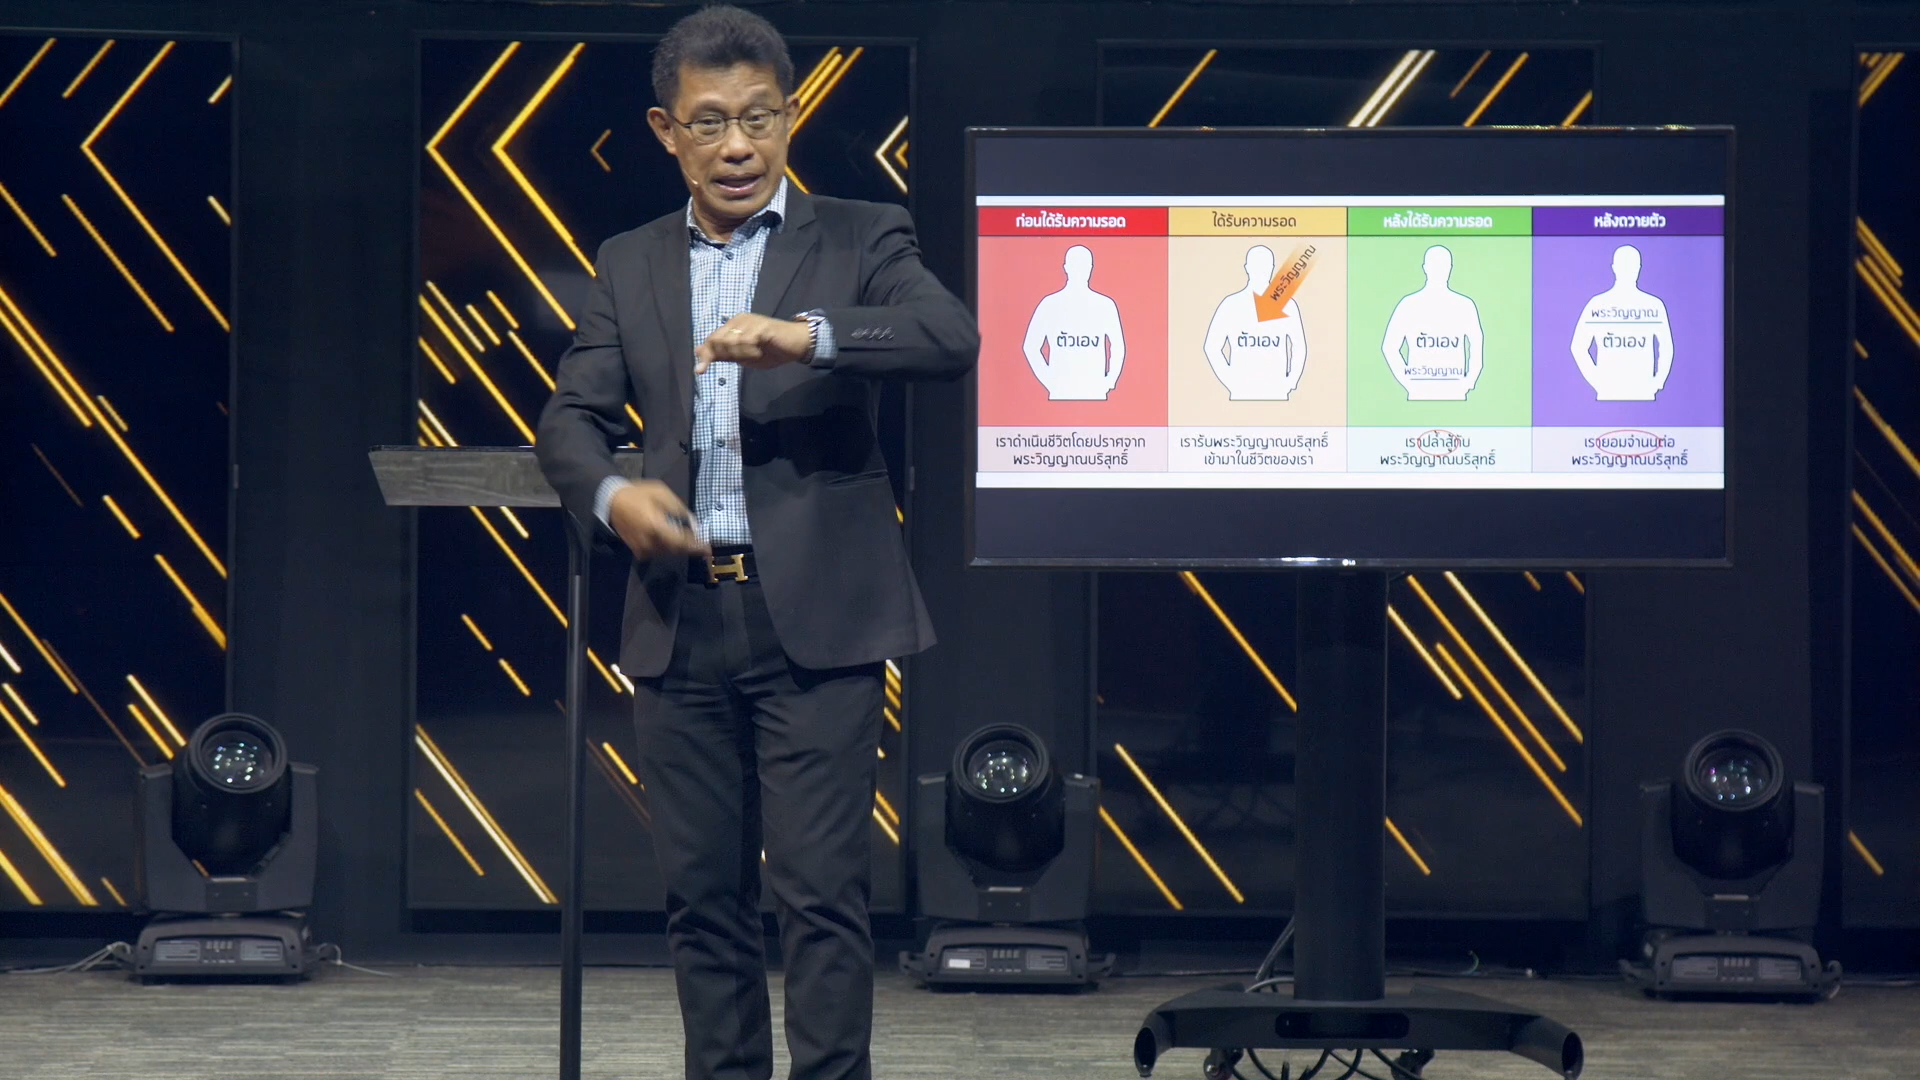 ก่อนได้รับความรอด
ได้รับความรอด
หลังได้รับความรอด
หลังถวายตัว
ตัวเอง
พระวิญญาณ
ตัวเอง
ตัวเอง
พระวิญญาณ
พระวิญญาณ
ตัวเอง
เราดำเนินชีวิตโดยปราศจาก
พระวิญญาณบริสุทธิ์
เรารับพระวิญญาณบริสุทธิ์
เข้ามาในชีวิตของเรา
เราปล้ำสู้กับ
พระวิญญาณบริสุทธิ์
เรายอมจำนนต่อ
พระวิญญาณบริสุทธิ์
LG